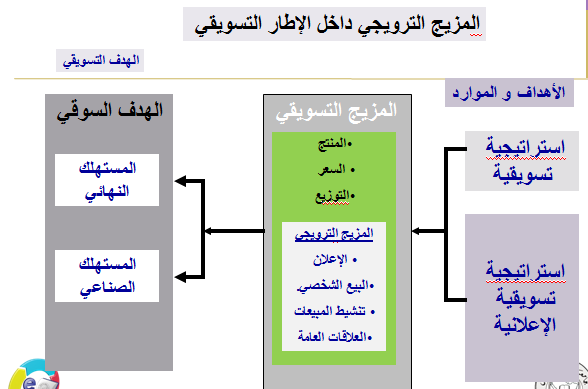 المزيج الترويجي داخل الإطار التسويقي
الهدف التسويقي
الأهداف و الموارد
استراتيجية
تسويقية
استراتيجية
تسويقية
الإعلانية
المزيج التسويقي
•المنتج
• السعر
•التوزيع
المزيج الترويجي
• الإعلان
•البيع الشخصي.
• تنشيط المبيعات
•العلاقات العامة
الهدف السوقي
المستهلك
النهائي
المستهلك
الصناعي